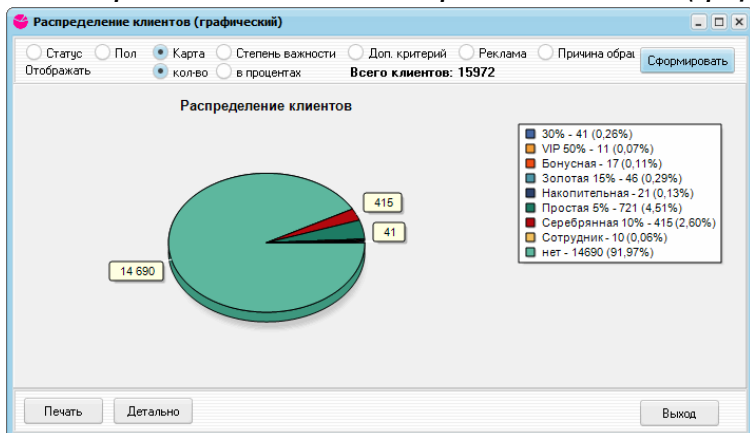 Распределение клиентов (графический)
Статус Пол Карта Степень важности Доп. критерий Реклама Причина обращ
Сформировать
Отображать кол-во в процентах Всего клиентов: 15972
Распределение клиентов
30% - 41 (0,26%)
VIP 50% - 11 (0,07%)
Бонусная - 17 (0,11%)
Золотая 15% - 46 (0,29%)
Накопительная - 21 (0,13%)
Простая 5% - 721 (4,51%)
Серебрянная 10% - 415 (2,60%)
Сотрудник - 10 (0,06%)
нет - 14690 (91,97%)
415
41
14 690
Печать Детально Выход